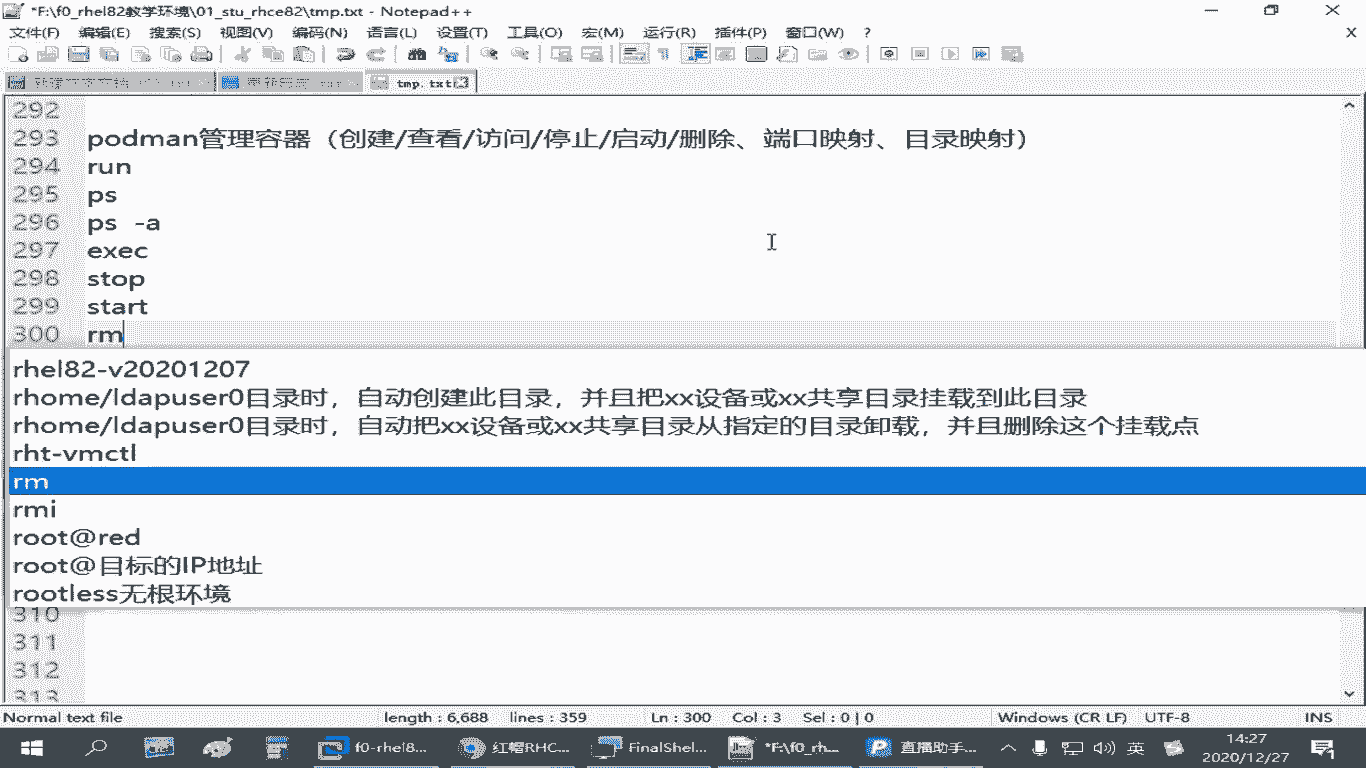 *F:\f0_rhel82教学环境\01_stu_rhce82\tmp.txt - Notepad++
文件(F) 编辑(E) 搜索(S) 视图(V) 编码(N) 语言(L) 设置(T) 工具(O) 宏(M) 运行(R) 插件(P) 窗口(W) ? X
tmp.txt
292
293 podman管理容器（创建/查看/访问/停止/启动/删除、端口映射、目录映射）
294 run
295 ps
296 ps -a
297 exec
298 stop
299 start
300 rm
rhel82-v20201207
rhome/ldapuser0目录时，自动创建此目录，并且把xx设备或xx共享目录挂载到此目录
rhome/ldapuser0目录时，自动把xx设备或xx共享目录从指定的目录卸载，并且删除这个挂载点
rht-vmctl
rm
rmi
root@red
root@目标的IP地址
rootless无根环境
310
311
312
313
Normal text file length : 6,688 lines : 359 Ln : 300 Col : 3 Sel : 0 | 0 Windows (CR LF) UTF-8 INS
f0-rhel8... 红帽RHC... FinalShel... *F:\f0_rh... 直播助手... 英 14:27
2020/12/27